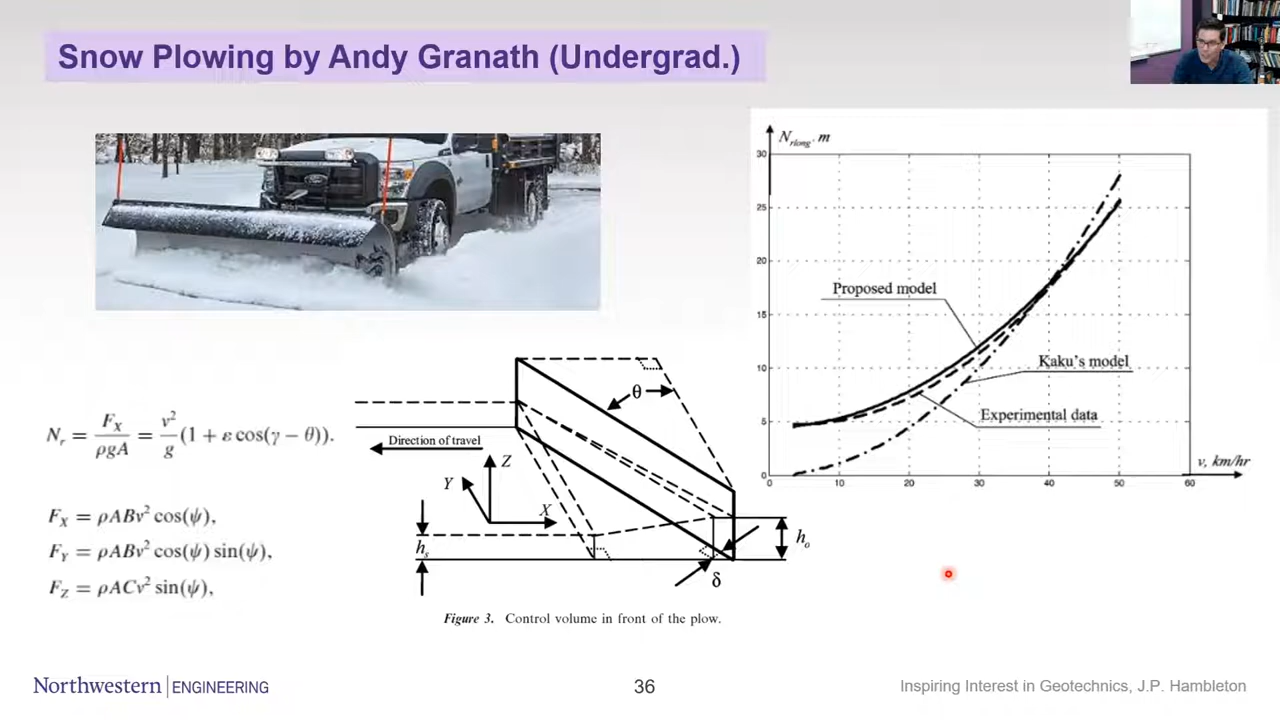 Snow Plowing by Andy Granath (Undergrad.)
N_rlong, m
30
25
20
15
10
5
0
0 10 20 30 40 50 60
v, km/hr
Proposed model
Kaku's model
Experimental data
N_r = F_X / ρgA = v² / g (1 + ε cos(γ − θ)).
F_X = ρABv² cos(ψ),
F_Y = ρABv² cos(ψ) sin(ψ),
F_Z = ρACv² sin(ψ),
θ
Direction of travel
Z
Y
X
h_s
h_o
δ
Figure 3. Control volume in front of the plow.
Northwestern | ENGINEERING
36
Inspiring Interest in Geotechnics, J.P. Hambleton